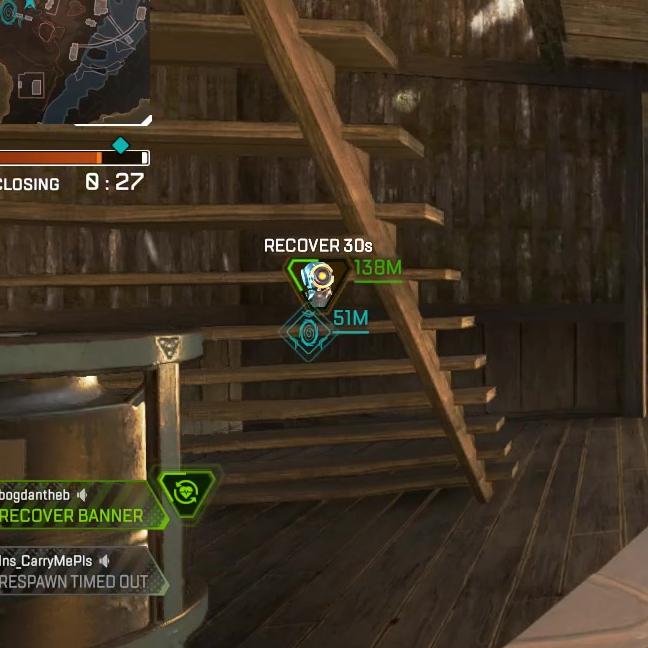 CLOSING 0:27
RECOVER 30s
138M
51M
bogdantheb
RECOVER BANNER
Ins_CarryMePls
RESPAWN TIMED OUT